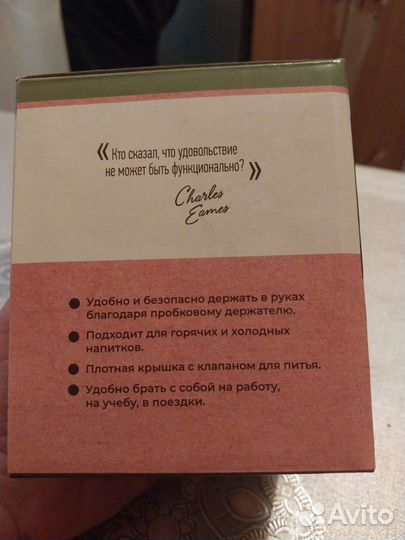 « Кто сказал, что удовольствие
не может быть функционально? »
Charles
Eames
● Удобно и безопасно держать в руках
благодаря пробковому держателю.
● Подходит для горячих и холодных
напитков.
● Плотная крышка с клапаном для питья.
● Удобно брать с собой на работу,
на учебу, в поездки.
Avito